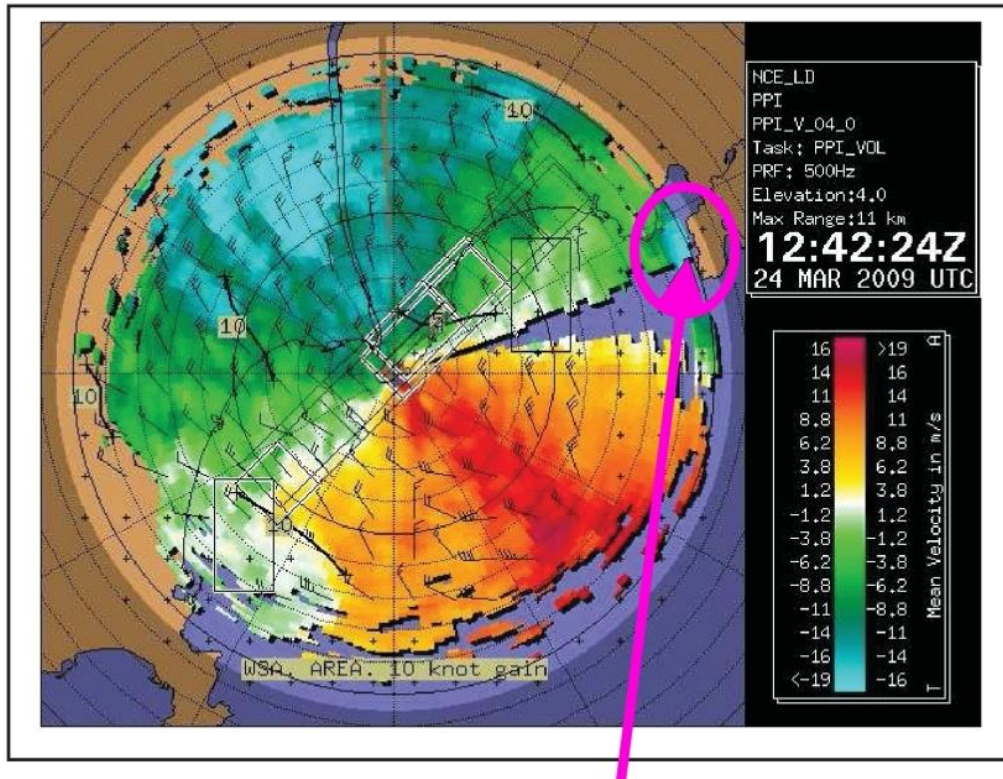 10
10
10
5
10
WSA. AREA. 10 knot gain
NCE_LD
PPI
PPI_V_04_0
Task: PPI_VOL
PRF: 500Hz
Elevation:4.0
Max Range:11 km
12:42:24Z
24 MAR 2009 UTC
16 >19 A
14 16
11 14
8.8 11
6.2 8.8
3.8 6.2
1.2 3.8
-1.2 1.2
-3.8 -1.2
-6.2 -3.8
-8.8 -6.2
-11 -8.8
-14 -11
-16 -14
<-19 -16 T
Mean Velocity in m/s